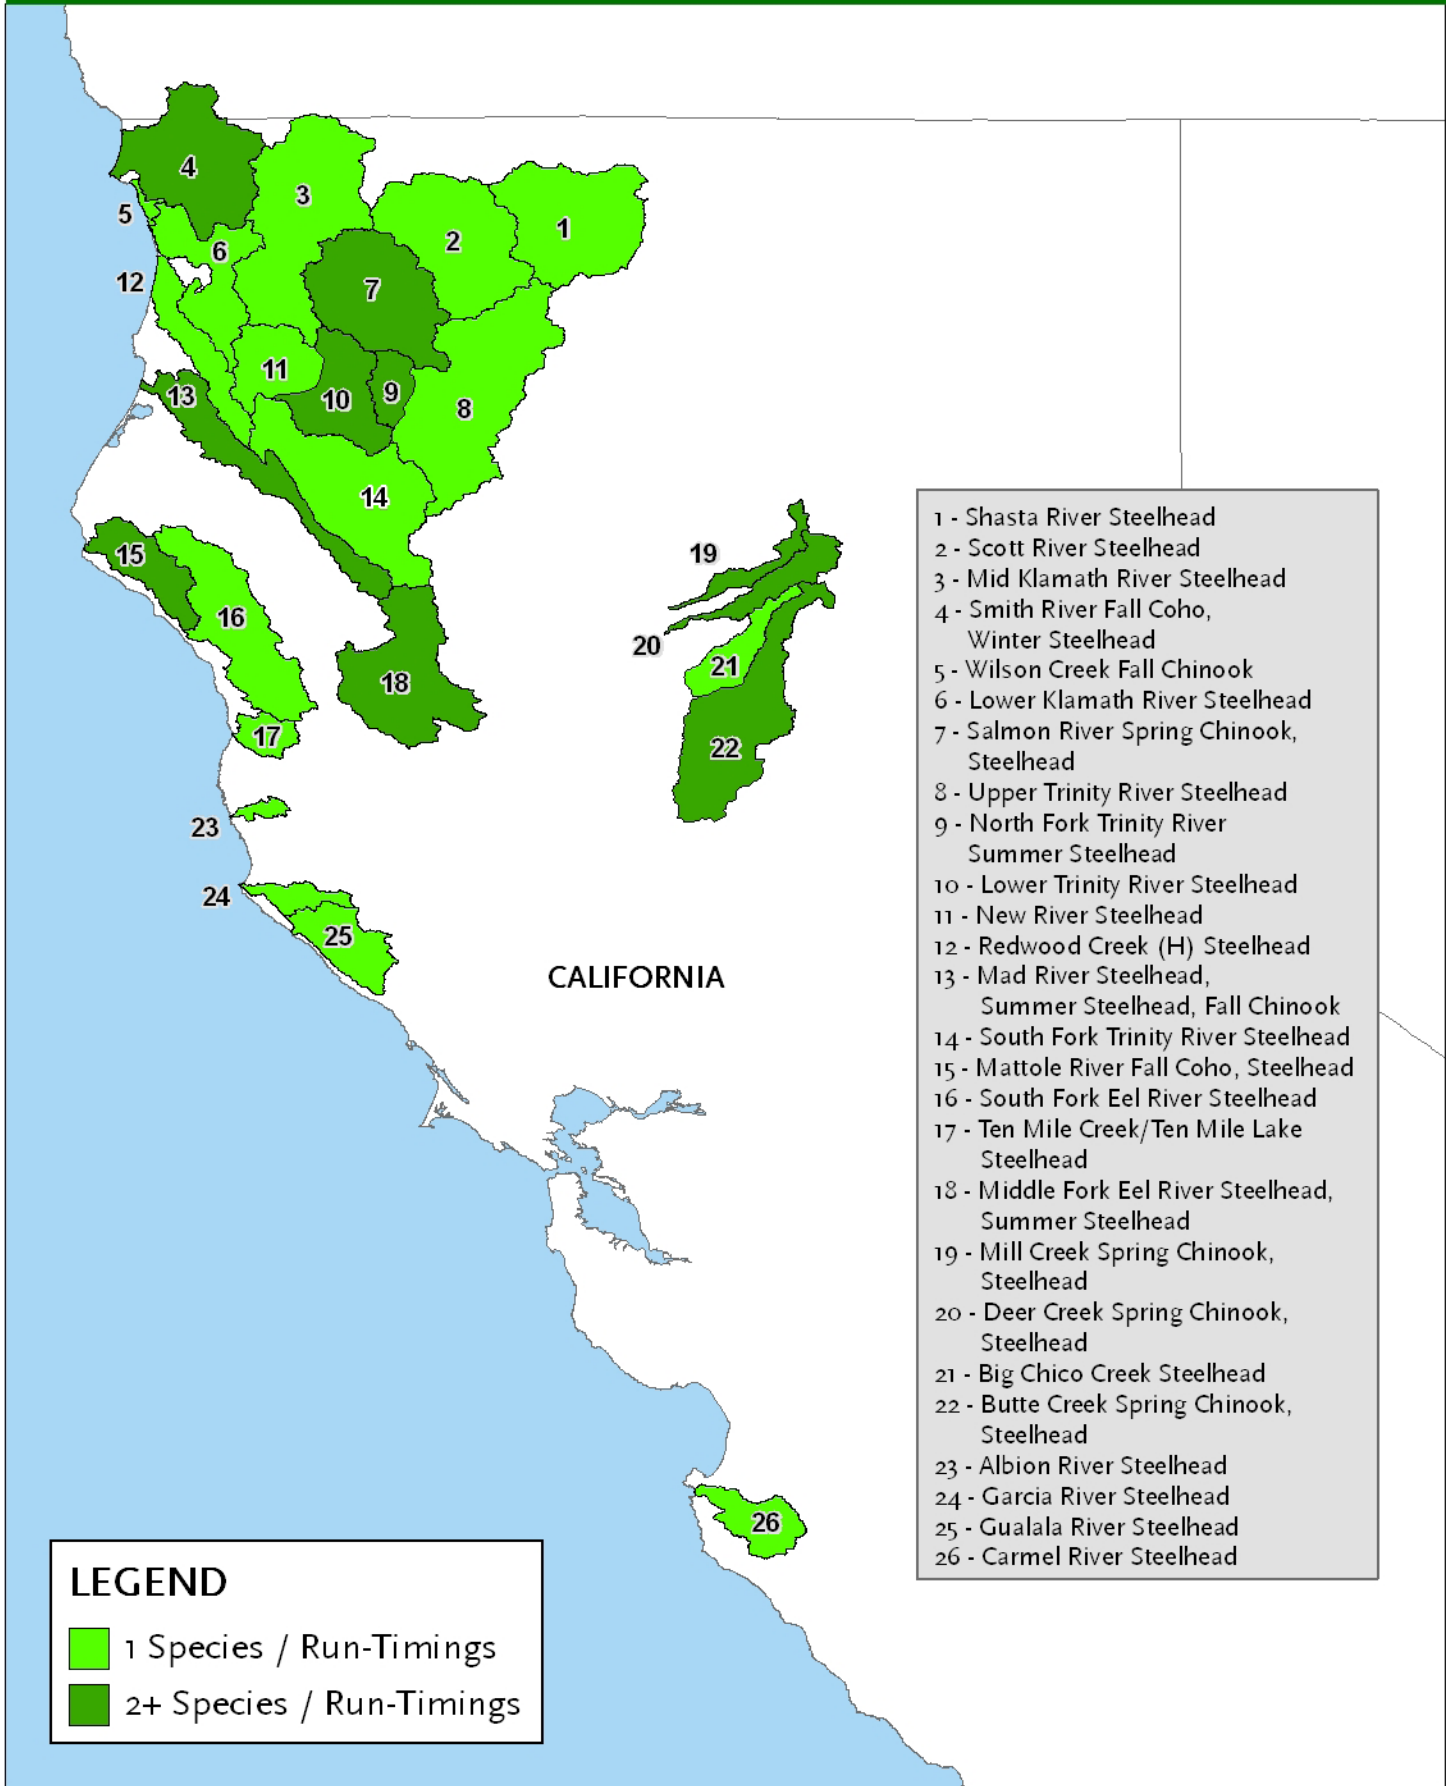 4
3
1
5
2
6
12
7
11
13
9
10
8
14
15
19
16
20
21
18
17
22
23
24
25
CALIFORNIA
26
1 - Shasta River Steelhead
2 - Scott River Steelhead
3 - Mid Klamath River Steelhead
4 - Smith River Fall Coho,
Winter Steelhead
5 - Wilson Creek Fall Chinook
6 - Lower Klamath River Steelhead
7 - Salmon River Spring Chinook,
Steelhead
8 - Upper Trinity River Steelhead
9 - North Fork Trinity River
Summer Steelhead
10 - Lower Trinity River Steelhead
11 - New River Steelhead
12 - Redwood Creek (H) Steelhead
13 - Mad River Steelhead,
Summer Steelhead, Fall Chinook
14 - South Fork Trinity River Steelhead
15 - Mattole River Fall Coho, Steelhead
16 - South Fork Eel River Steelhead
17 - Ten Mile Creek/Ten Mile Lake
Steelhead
18 - Middle Fork Eel River Steelhead,
Summer Steelhead
19 - Mill Creek Spring Chinook,
Steelhead
20 - Deer Creek Spring Chinook,
Steelhead
21 - Big Chico Creek Steelhead
22 - Butte Creek Spring Chinook,
Steelhead
23 - Albion River Steelhead
24 - Garcia River Steelhead
25 - Gualala River Steelhead
26 - Carmel River Steelhead
LEGEND
1 Species / Run-Timings
2+ Species / Run-Timings